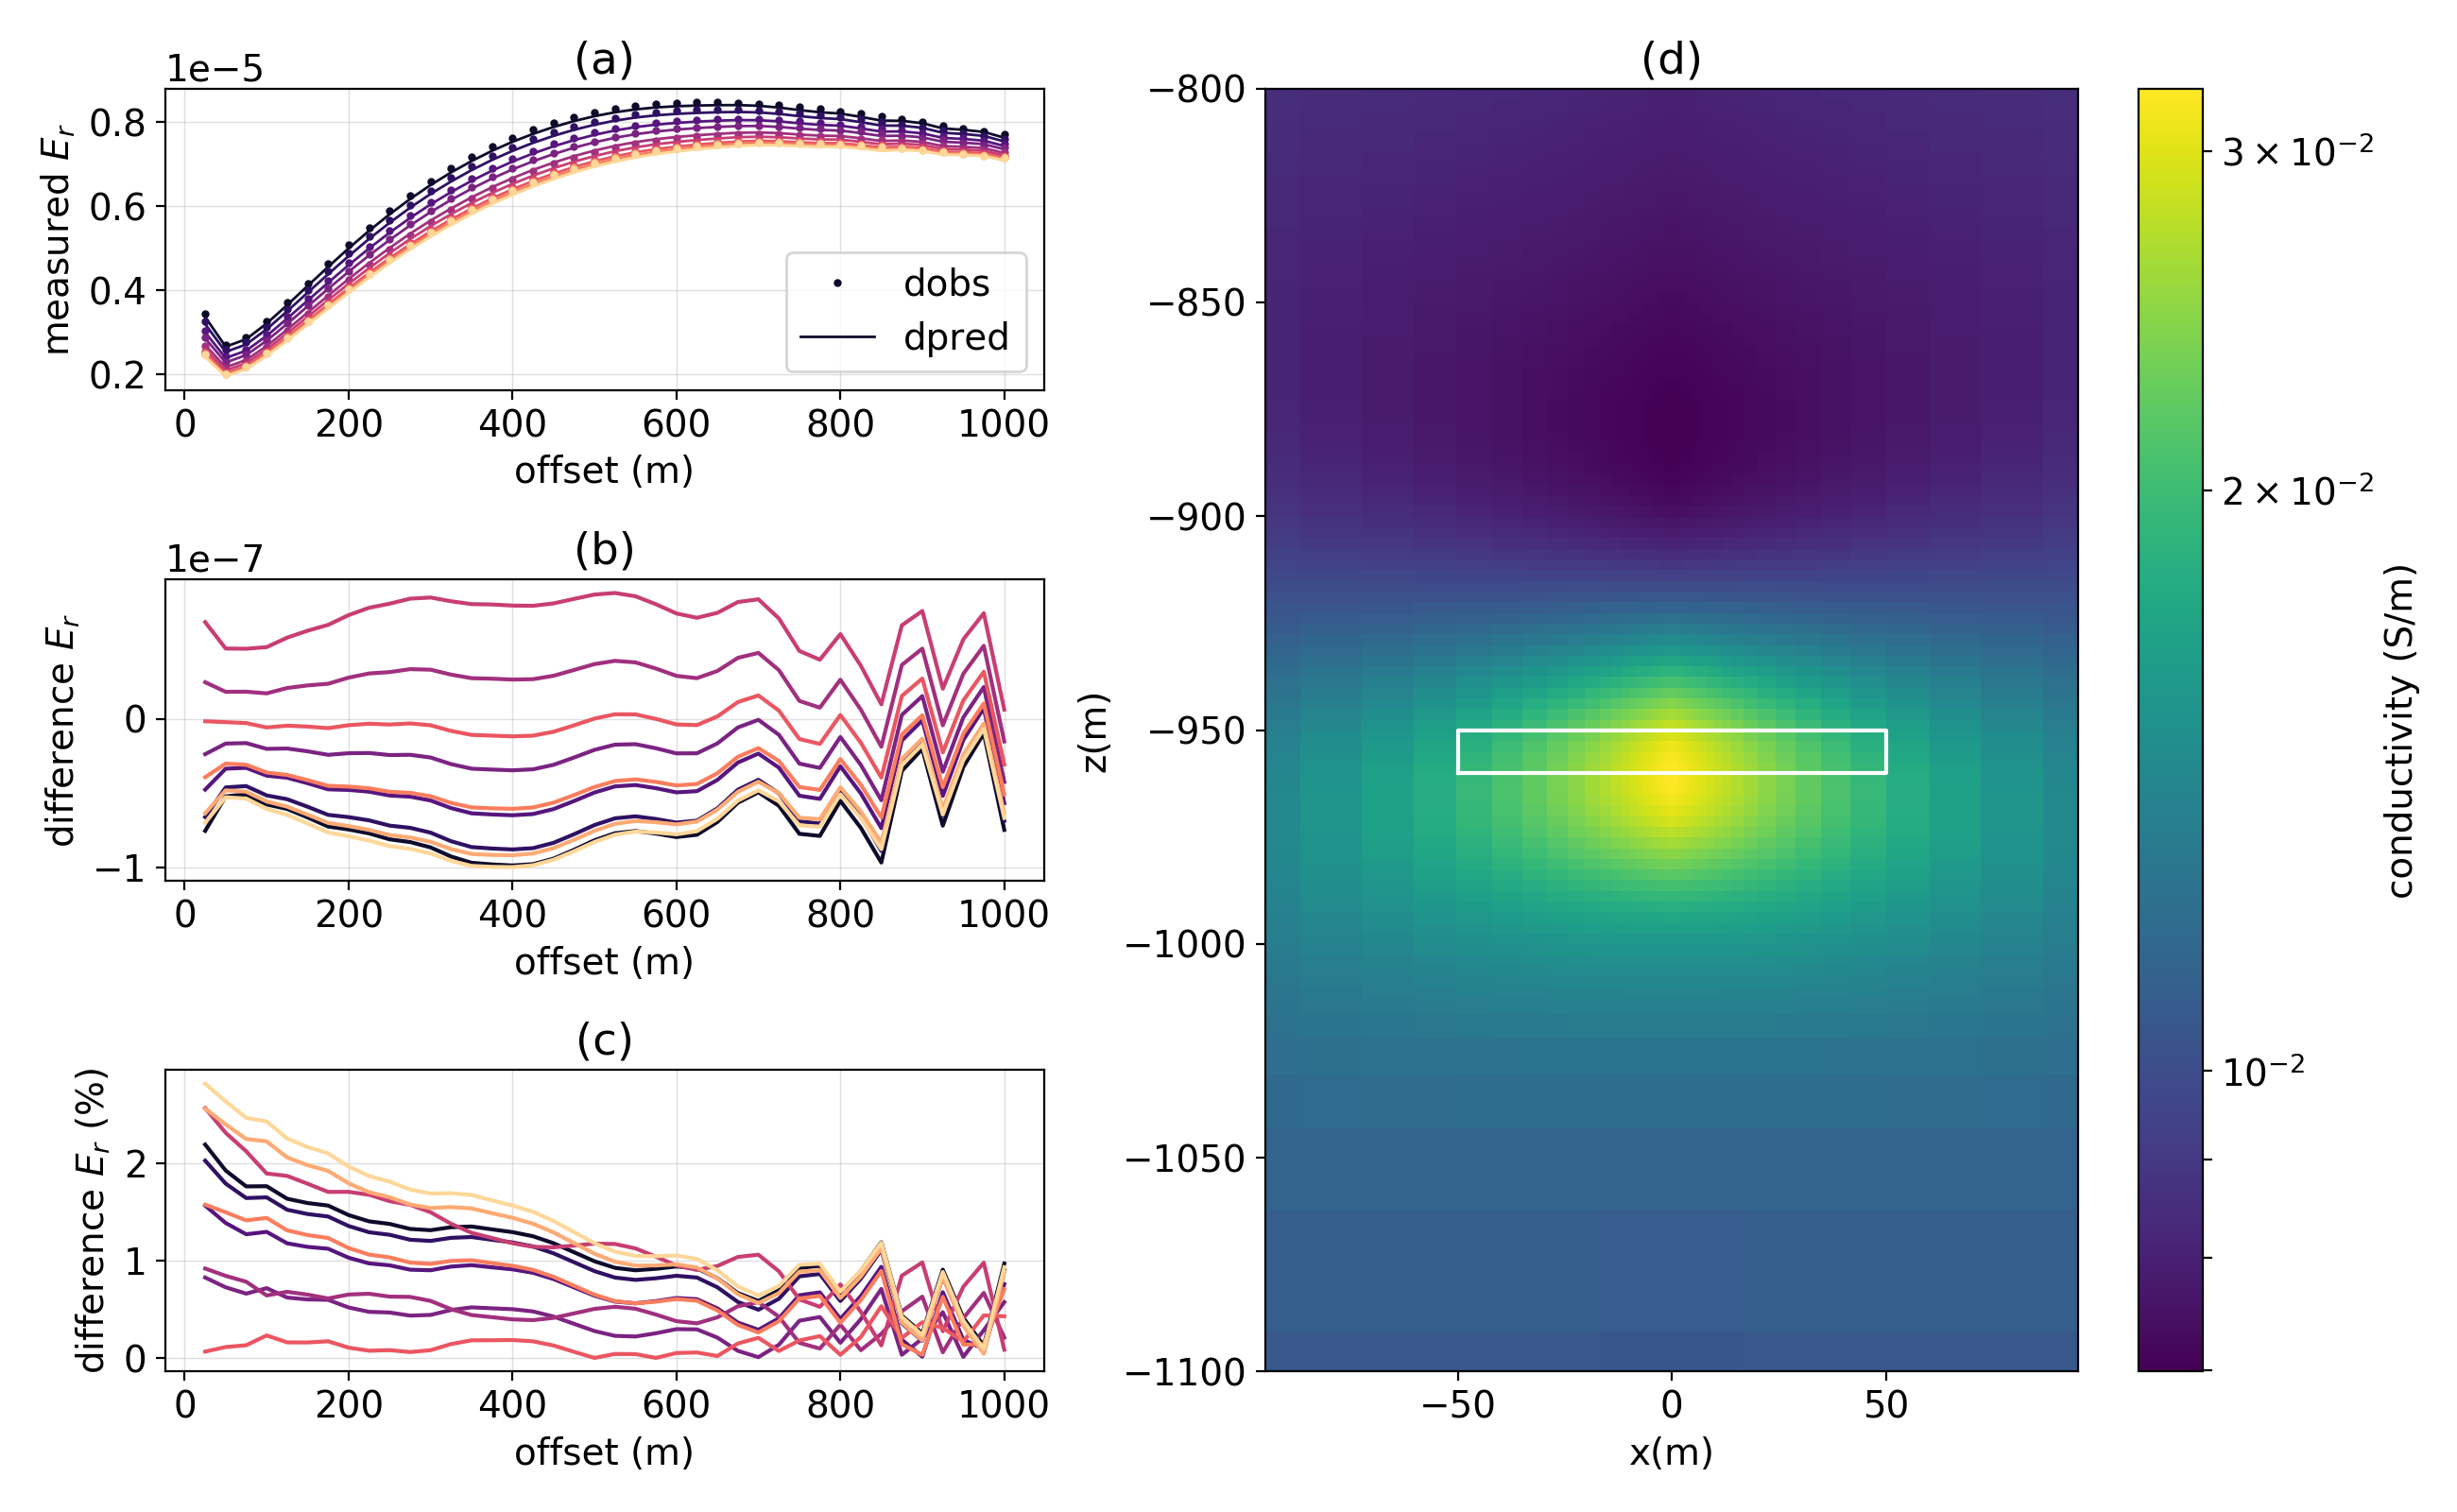 (a)
1e−5
measured E_r
0.8
0.6
0.4
0.2
dobs
dpred
0 200 400 600 800 1000
offset (m)
(b)
1e−7
difference E_r
0
−1
0 200 400 600 800 1000
offset (m)
(c)
difference E_r (%)
2
1
0
0 200 400 600 800 1000
offset (m)
(d)
z(m)
−800
−850
−900
−950
−1000
−1050
−1100
−50 0 50
x(m)
3 × 10⁻²
2 × 10⁻²
10⁻²
conductivity (S/m)